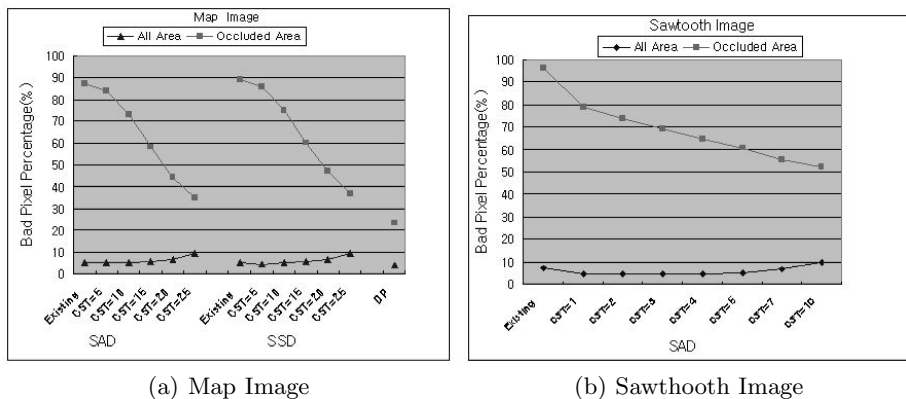 Map Image
All Area Occluded Area
Bad Pixel Percentage(%)
100
90
80
70
60
50
40
30
20
10
0
Existing
CST=5
CST=10
CST=15
CST=20
CST=25
Existing
CST=5
CST=10
CST=15
CST=20
CST=25
DP
SAD SSD
(a) Map Image
Sawtooth Image
All Area Occluded Area
Bad Pixel Percentage(%)
100
90
80
70
60
50
40
30
20
10
0
Existing
CST=1
CST=2
CST=3
CST=4
CST=5
CST=7
CST=10
SAD
(b) Sawthooth Image